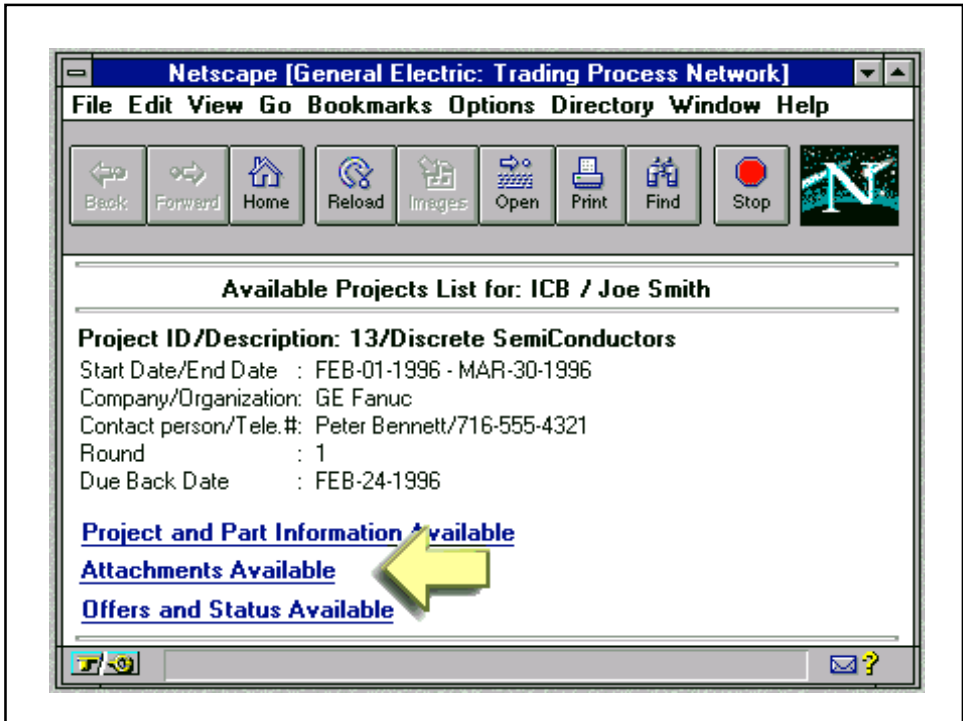 Netscape [General Electric: Trading Process Network]
File Edit View Go Bookmarks Options Directory Window Help
Back Forward Home Reload Images Open Print Find Stop N
Available Projects List for: ICB / Joe Smith
Project ID/Description: 13/Discrete SemiConductors
Start Date/End Date : FEB-01-1996 - MAR-30-1996
Company/Organization: GE Fanuc
Contact person/Tele.#: Peter Bennett/716-555-4321
Round : 1
Due Back Date : FEB-24-1996
Project and Part Information Available
Attachments Available
Offers and Status Available
?